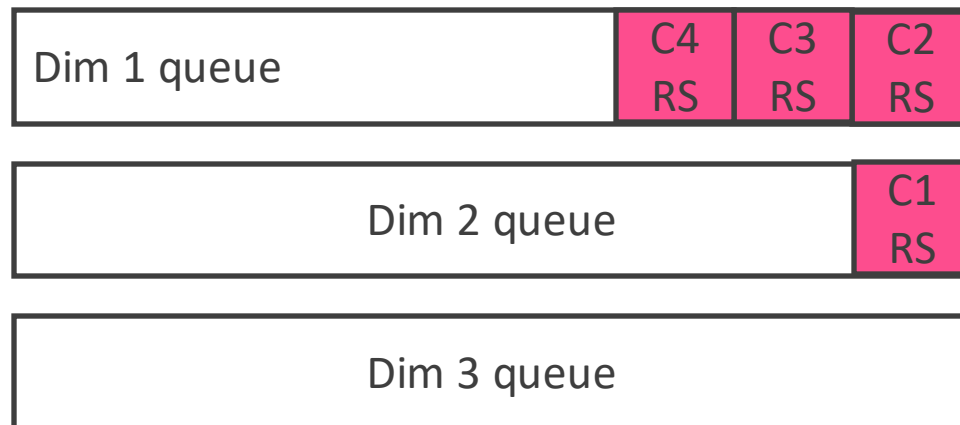 Dim 1 queue
C4
RS
C3
RS
C2
RS
Dim 2 queue
C1
RS
Dim 3 queue